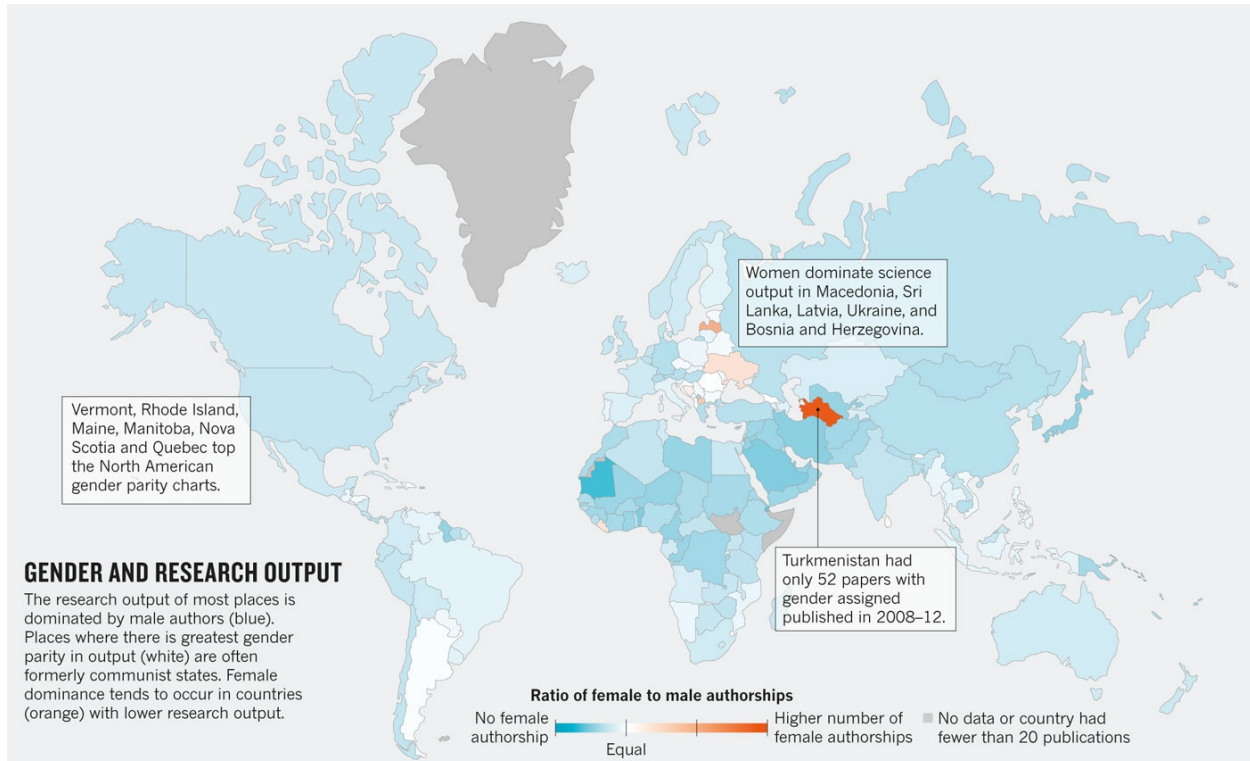 Women dominate science
output in Macedonia, Sri
Lanka, Latvia, Ukraine, and
Bosnia and Herzegovina.
Vermont, Rhode Island,
Maine, Manitoba, Nova
Scotia and Quebec top
the North American
gender parity charts.
Turkmenistan had
only 52 papers with
gender assigned
published in 2008–12.
GENDER AND RESEARCH OUTPUT
The research output of most places is
dominated by male authors (blue).
Places where there is greatest gender
parity in output (white) are often
formerly communist states. Female
dominance tends to occur in countries
(orange) with lower research output.
Ratio of female to male authorships
No female
authorship
Equal
Higher number of
female authorships
No data or country had
fewer than 20 publications